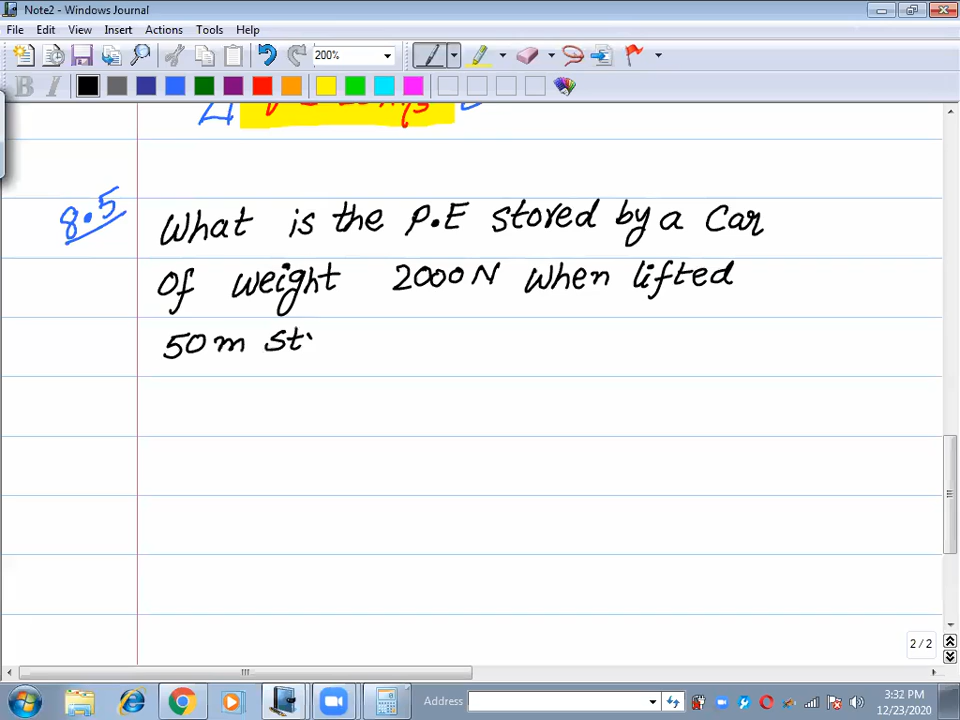 Note2 - Windows Journal
File Edit View Insert Actions Tools Help
200%
B I
8.5 What is the P.E stored by a Car
of weight 2000N when lifted
50m st
2 / 2
Address
3:32 PM
12/23/2020